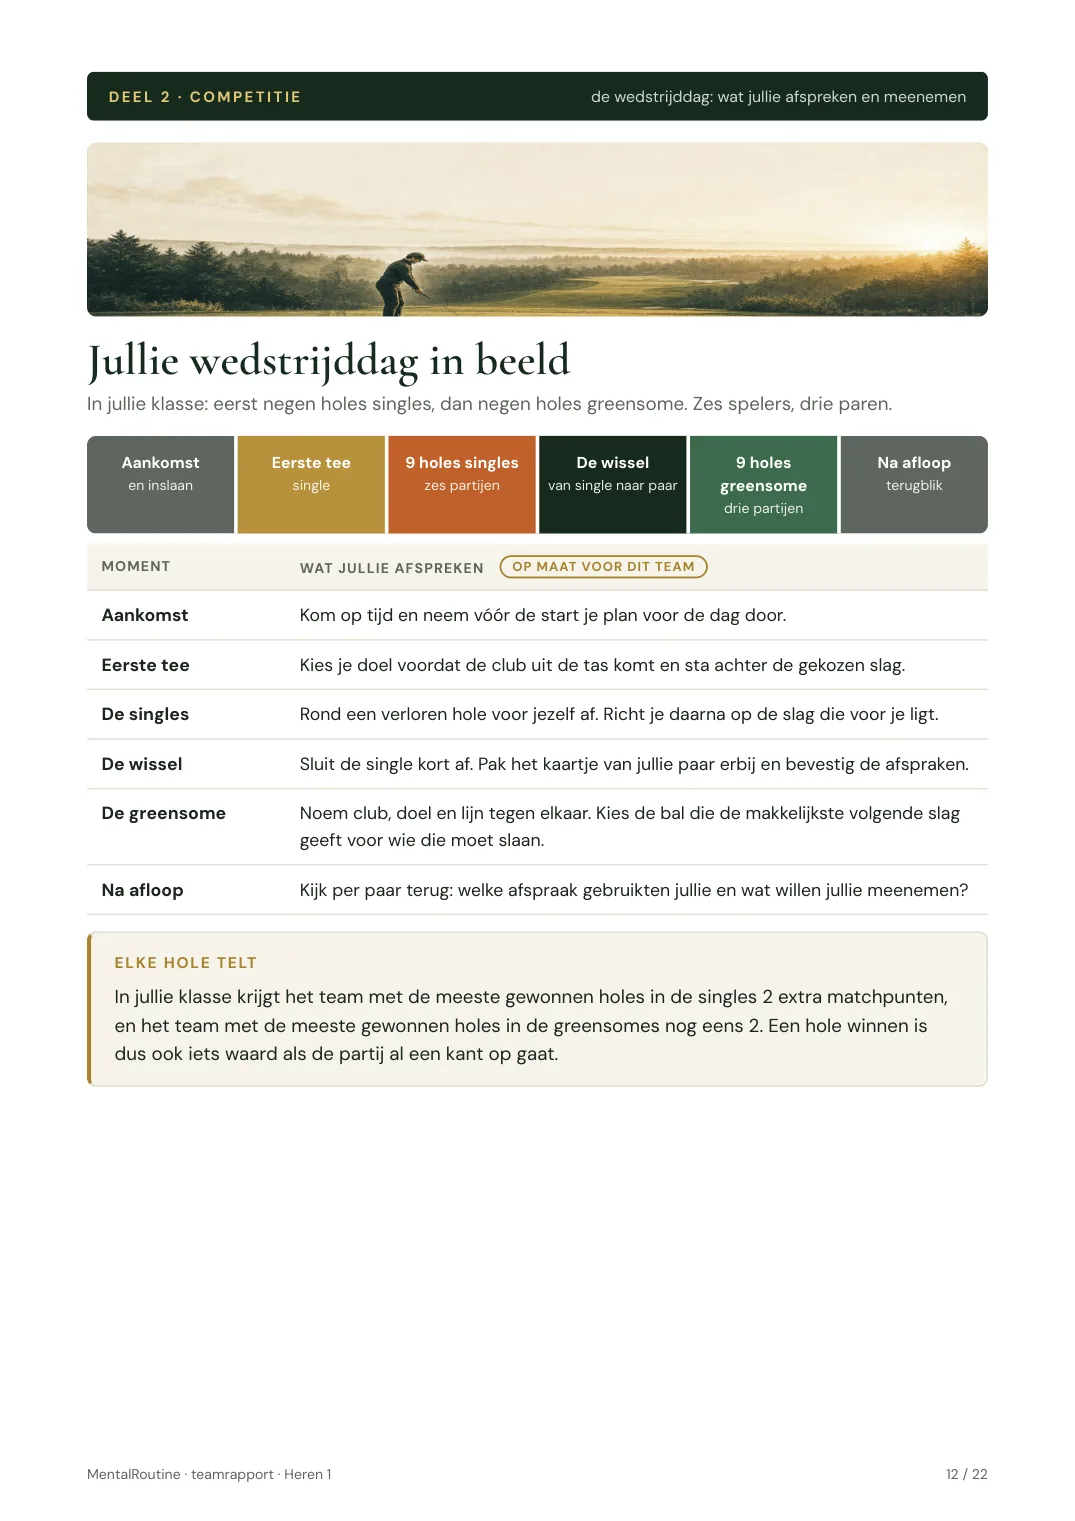 DEEL 2 · COMPETITIE
de wedstrijddag: wat jullie afspreken en meenemen
Jullie wedstrijddag in beeld
In jullie klasse: eerst negen holes singles, dan negen holes greensome. Zes spelers, drie paren.
Aankomst
en inslaan
Eerste tee
single
9 holes singles
zes partijen
De wissel
van single naar paar
9 holes
greensome
drie partijen
Na afloop
terugblik
MOMENT
WAT JULLIE AFSPREKEN OP MAAT VOOR DIT TEAM
Aankomst
Kom op tijd en neem vóór de start je plan voor de dag door.
Eerste tee
Kies je doel voordat de club uit de tas komt en sta achter de gekozen slag.
De singles
Rond een verloren hole voor jezelf af. Richt je daarna op de slag die voor je ligt.
De wissel
Sluit de single kort af. Pak het kaartje van jullie paar erbij en bevestig de afspraken.
De greensome
Noem club, doel en lijn tegen elkaar. Kies de bal die de makkelijkste volgende slag
geeft voor wie die moet slaan.
Na afloop
Kijk per paar terug: welke afspraak gebruikten jullie en wat willen jullie meenemen?
ELKE HOLE TELT
In jullie klasse krijgt het team met de meeste gewonnen holes in de singles 2 extra matchpunten,
en het team met de meeste gewonnen holes in de greensomes nog eens 2. Een hole winnen is
dus ook iets waard als de partij al een kant op gaat.
MentalRoutine · teamrapport · Heren 1
12 / 22